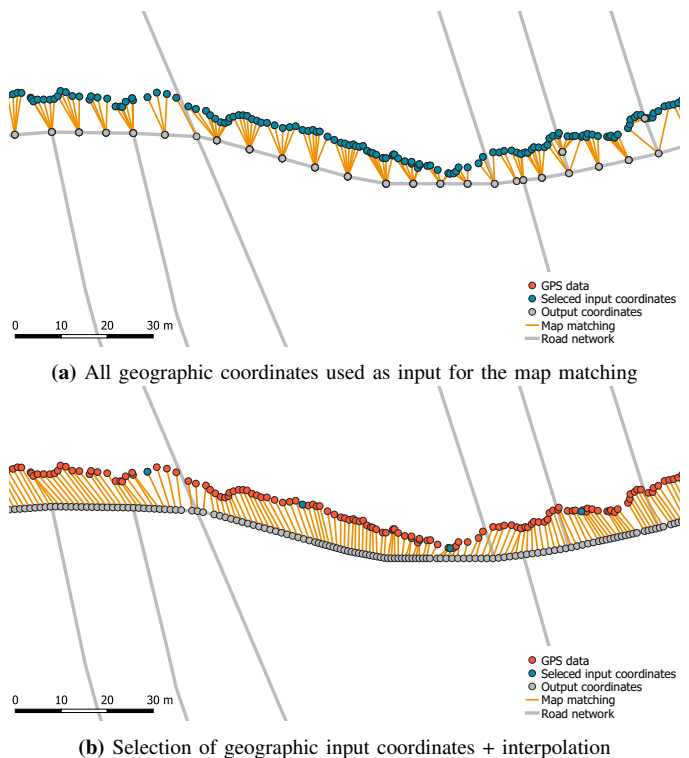 GPS data
Seleced input coordinates
Output coordinates
Map matching
Road network
0 10 20 30 m
(a) All geographic coordinates used as input for the map matching
GPS data
Seleced input coordinates
Output coordinates
Map matching
Road network
0 10 20 30 m
(b) Selection of geographic input coordinates + interpolation